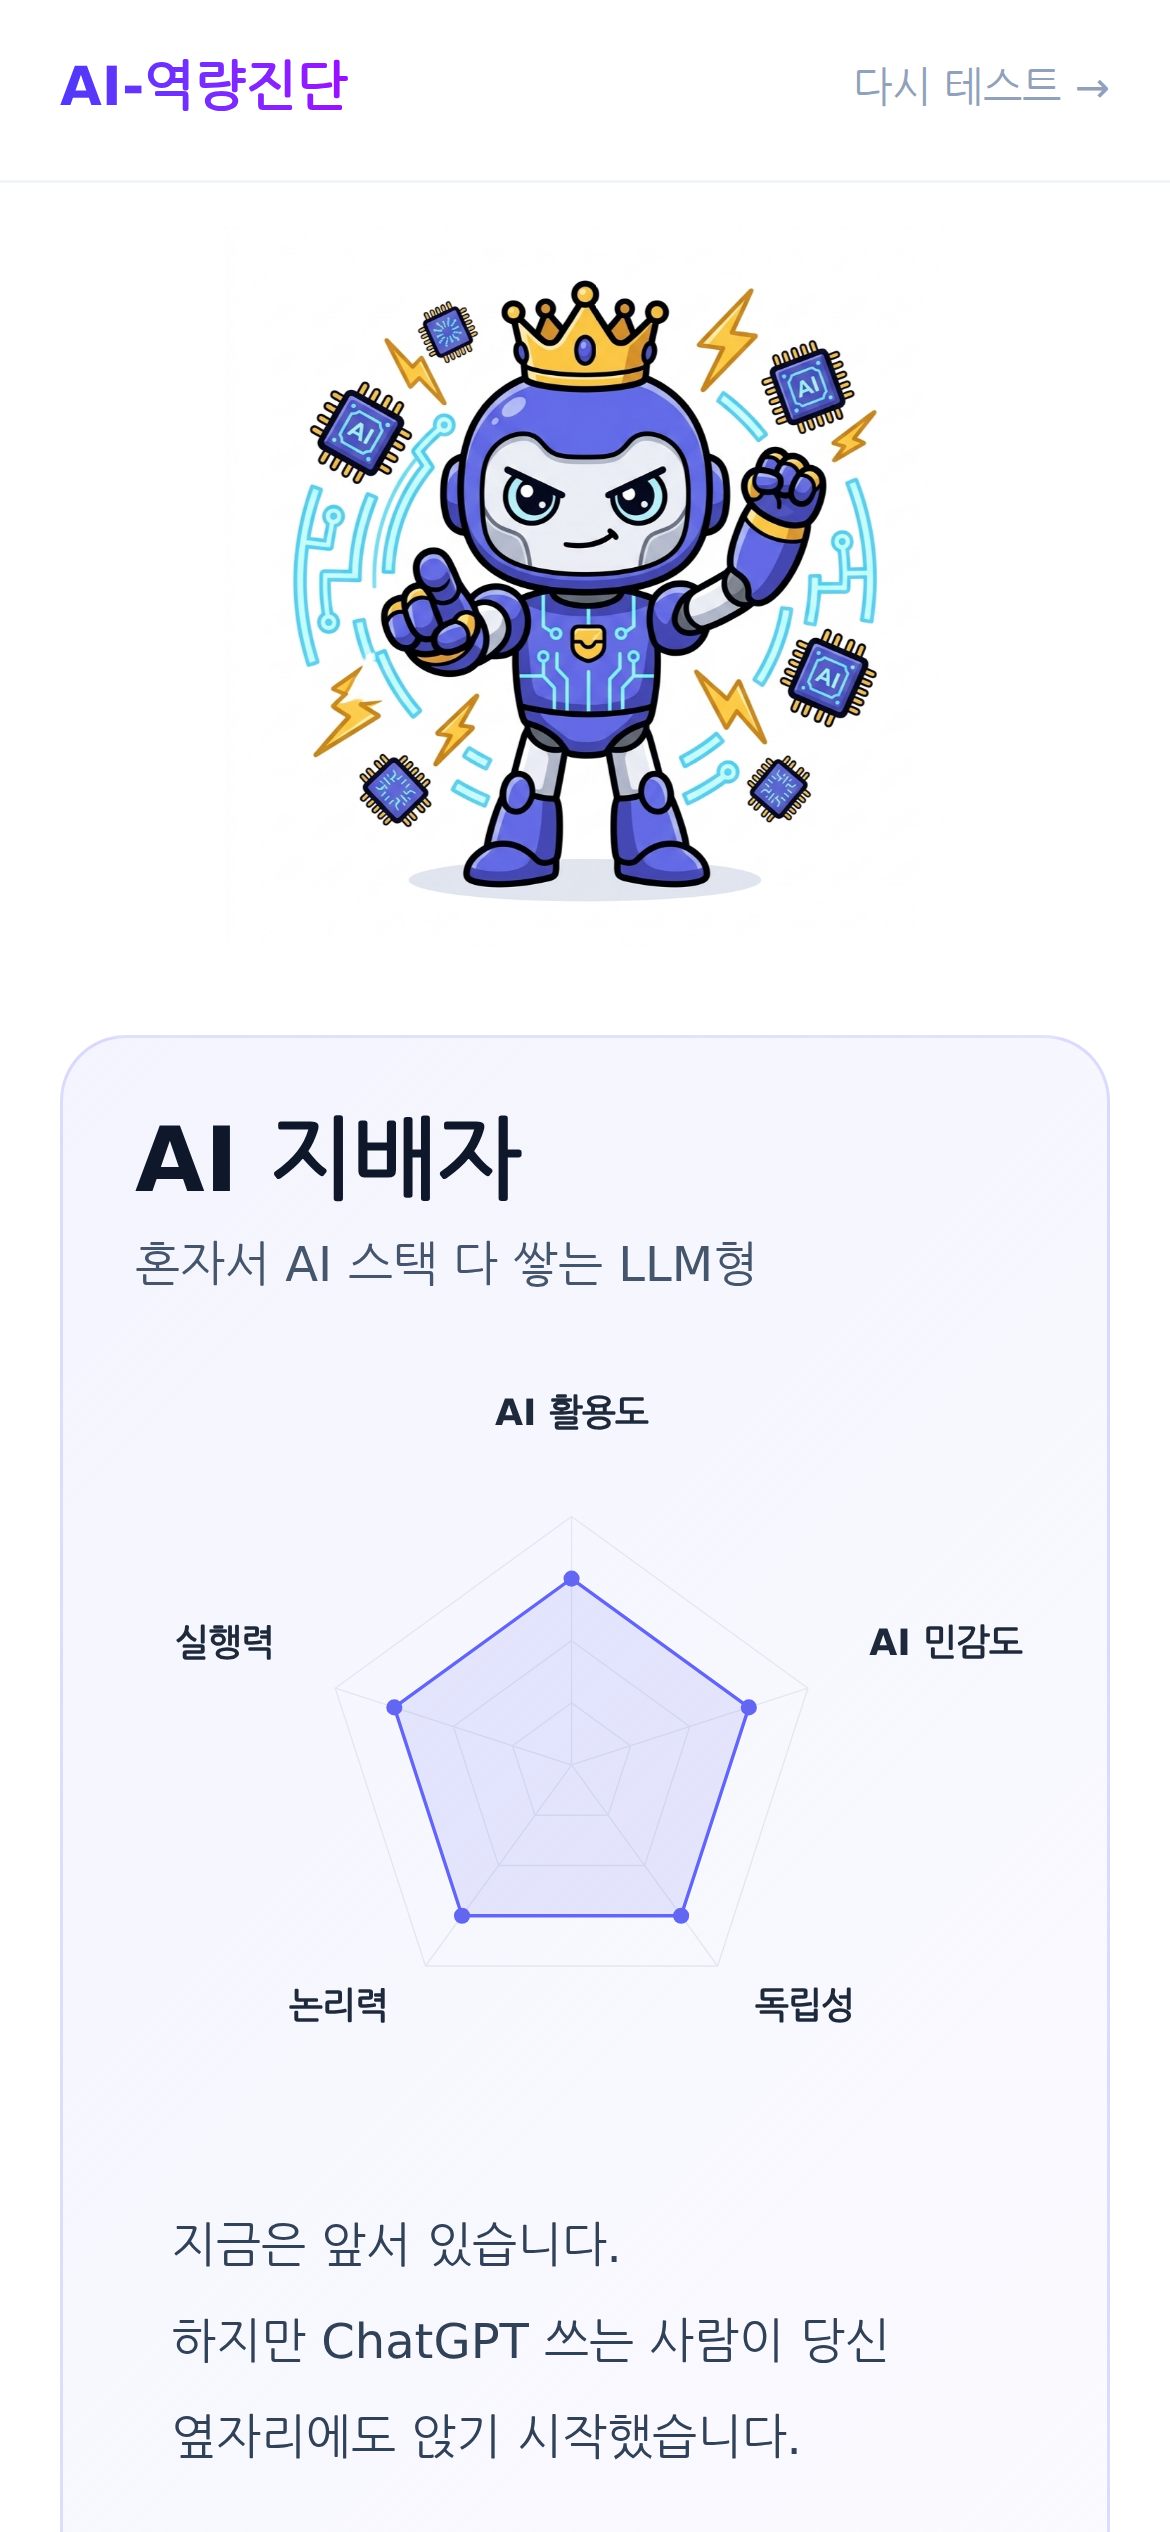 AI-역량진단
다시 테스트 →
AI
AI
AI
AI 지배자
혼자서 AI 스택 다 쌓는 LLM형
AI 활용도
실행력
AI 민감도
논리력
독립성
지금은 앞서 있습니다.
하지만 ChatGPT 쓰는 사람이 당신
옆자리에도 앉기 시작했습니다.